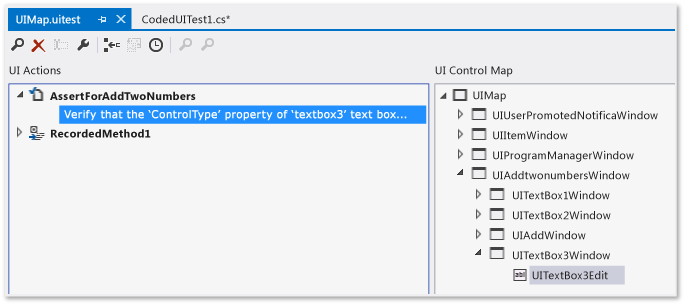 UIMap.uitest
CodedUITest1.cs*
UI Actions
AssertForAddTwoNumbers
Verify that the 'ControlType' property of 'textbox3' text box...
RecordedMethod1
UI Control Map
UIMap
UIUserPromotedNotificaWindow
UIItemWindow
UIProgramManagerWindow
UIAddtwonumbersWindow
UITextBox1Window
UITextBox2Window
UIAddWindow
UITextBox3Window
abl UITextBox3Edit